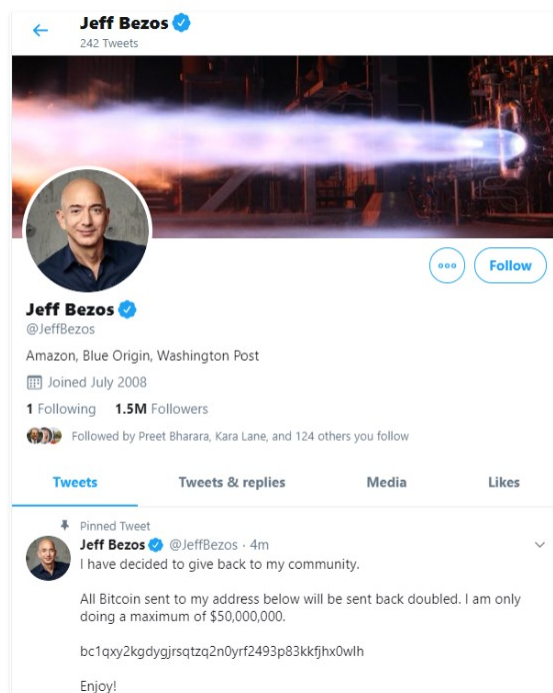 Jeff Bezos
242 Tweets
Follow
Jeff Bezos
@JeffBezos
Amazon, Blue Origin, Washington Post
Joined July 2008
1 Following 1.5M Followers
Followed by Preet Bharara, Kara Lane, and 124 others you follow
Tweets Tweets & replies Media Likes
Pinned Tweet
Jeff Bezos @JeffBezos · 4m
I have decided to give back to my community.
All Bitcoin sent to my address below will be sent back doubled. I am only
doing a maximum of $50,000,000.
bc1qxy2kgdygjrsqtzq2n0yrf2493p83kkfjhx0wlh
Enjoy!